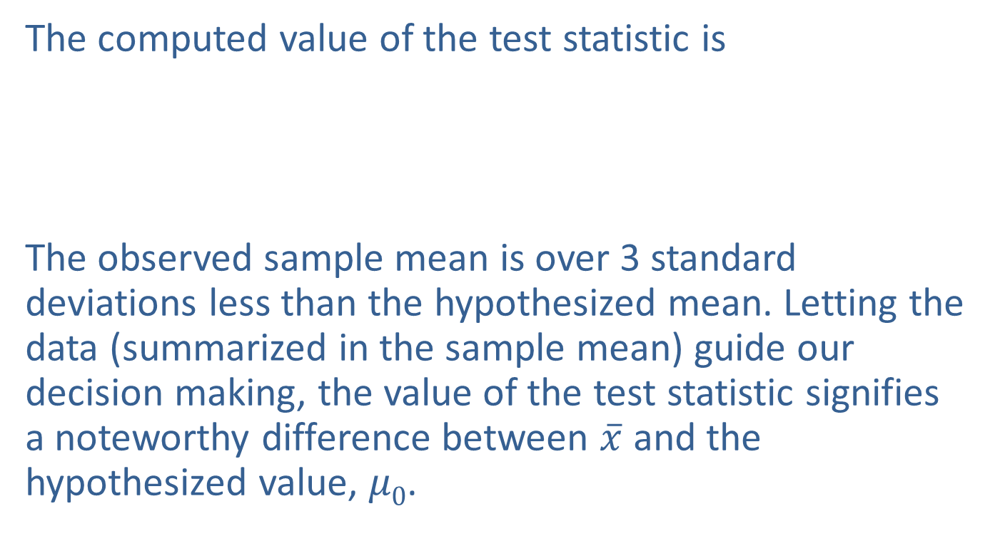 The computed value of the test statistic is
The observed sample mean is over 3 standard
deviations less than the hypothesized mean. Letting the
data (summarized in the sample mean) guide our
decision making, the value of the test statistic signifies
a noteworthy difference between x̄ and the
hypothesized value, μ₀.